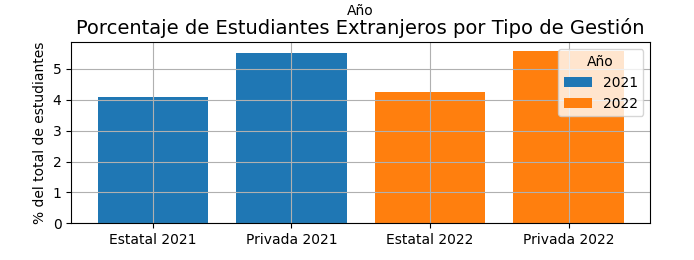 Año
Porcentaje de Estudiantes Extranjeros por Tipo de Gestión
% del total de estudiantes
5
4
3
2
1
0
Año
2021
2022
Estatal 2021 Privada 2021 Estatal 2022 Privada 2022